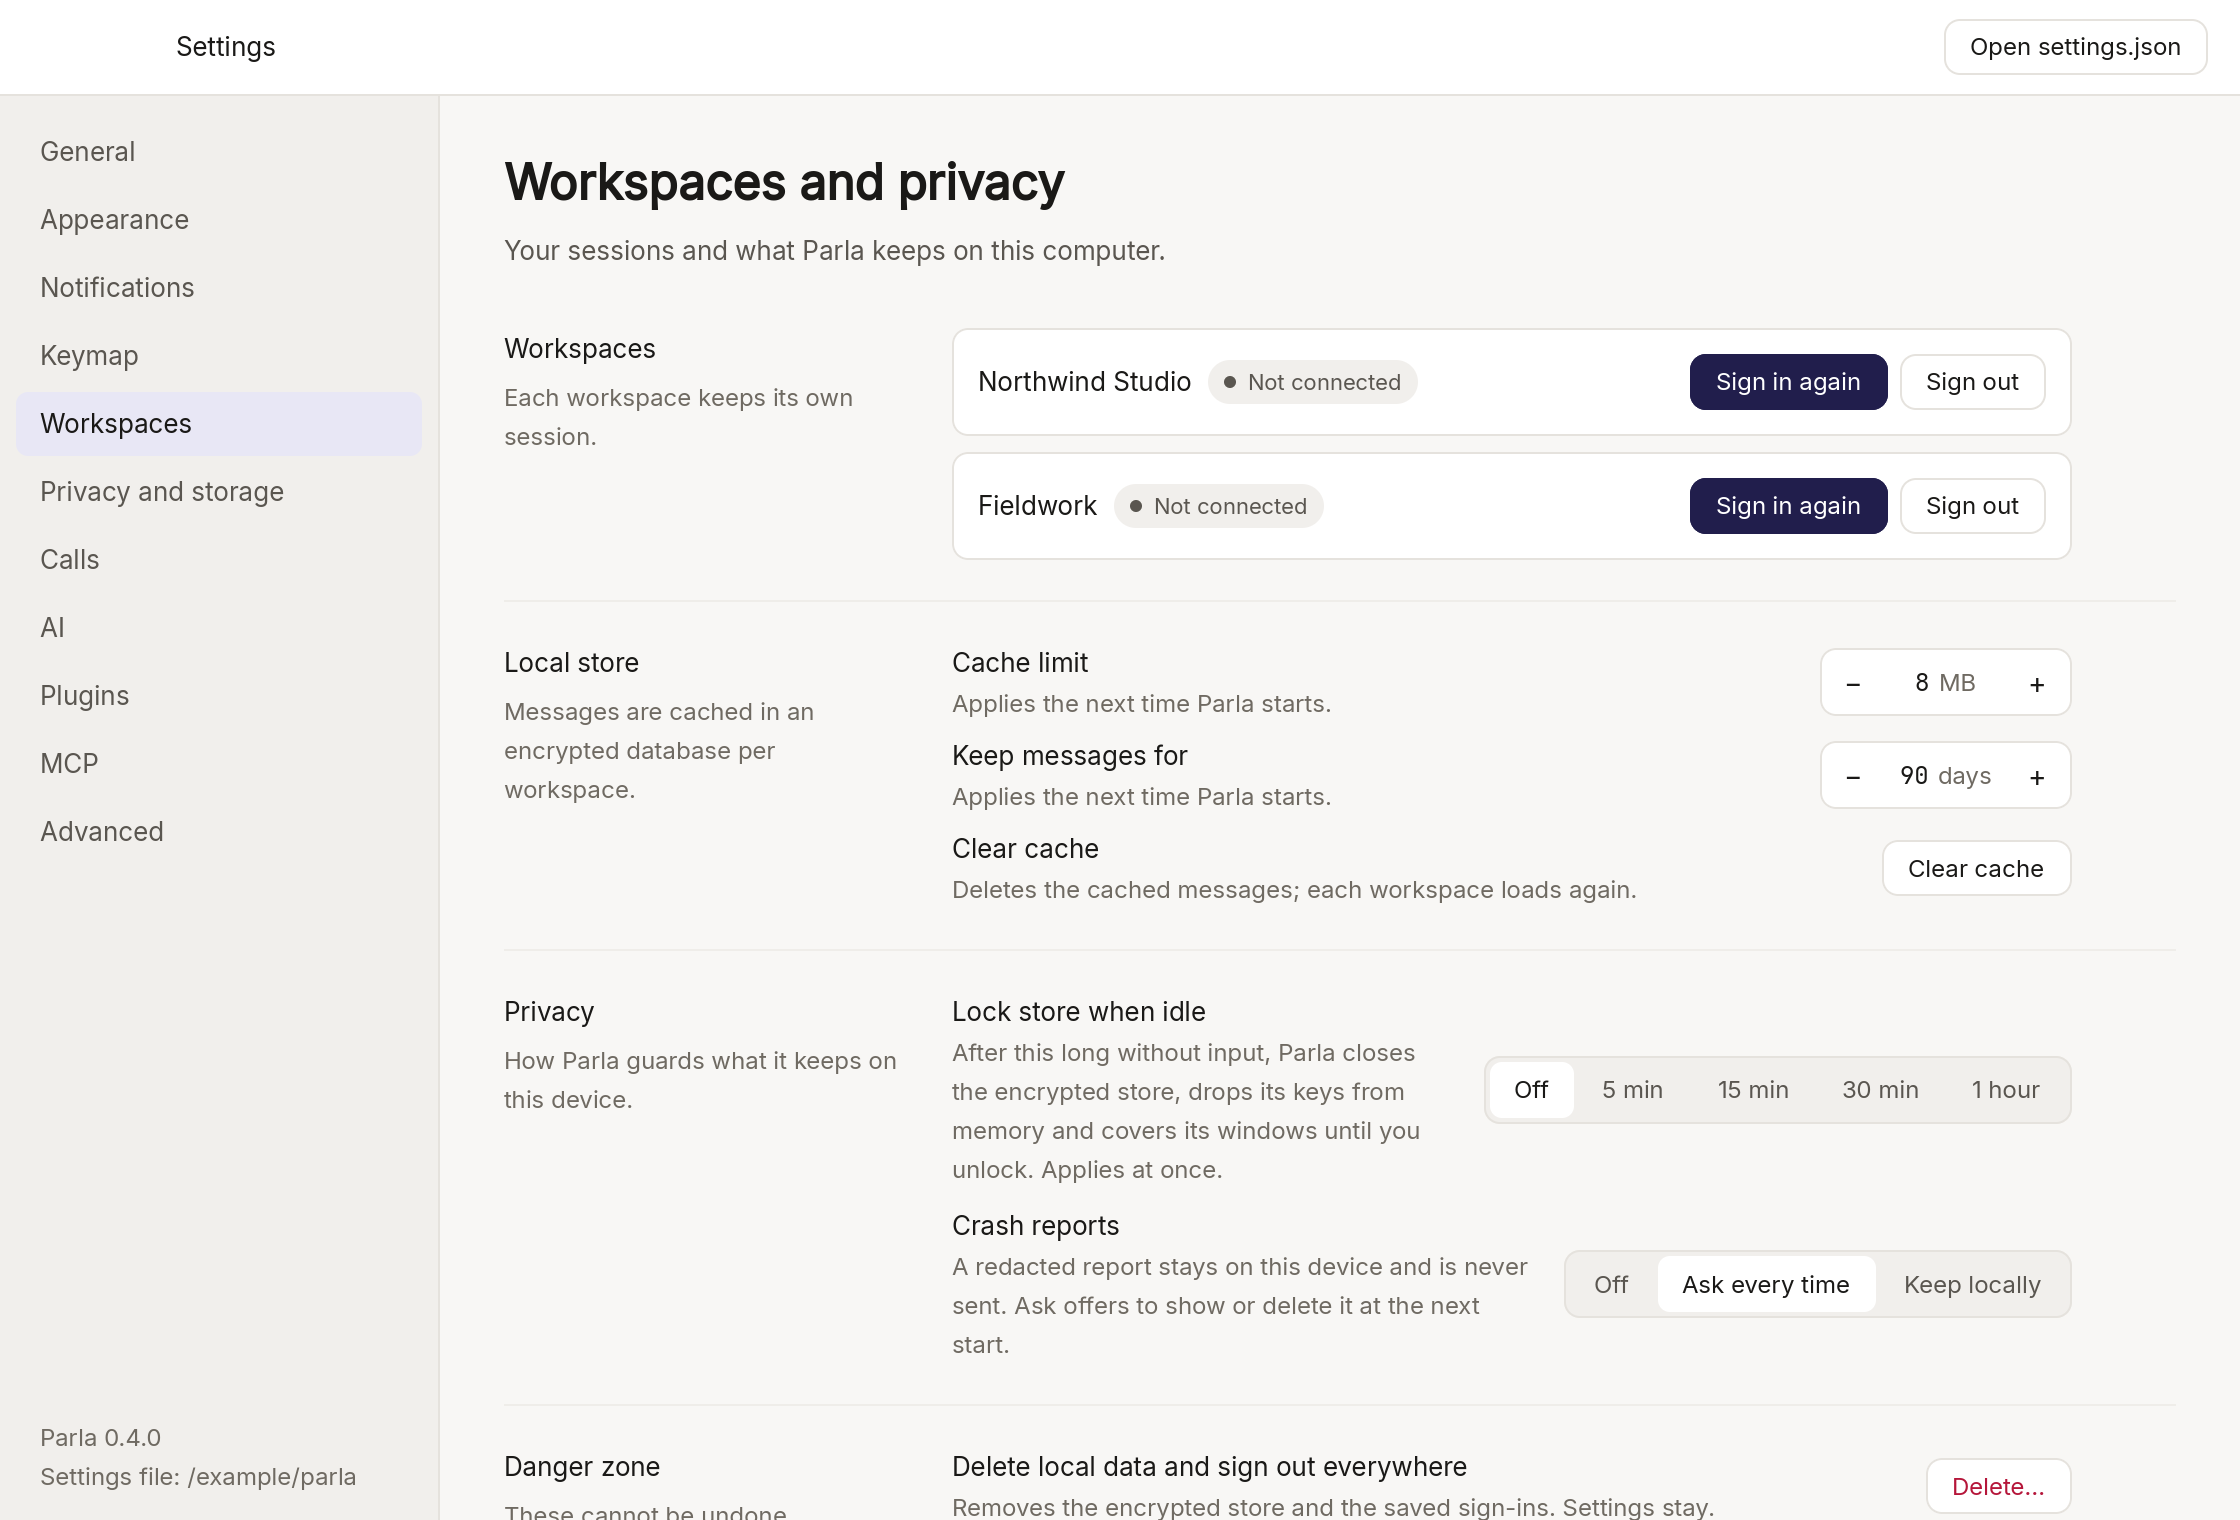 Settings
Open settings.json
General
Appearance
Notifications
Keymap
Workspaces
Privacy and storage
Calls
AI
Plugins
MCP
Advanced
Parla 0.4.0
Settings file: /example/parla
Workspaces and privacy
Your sessions and what Parla keeps on this computer.
Workspaces
Each workspace keeps its own
session.
Northwind Studio
Not connected
Sign in again
Sign out
Fieldwork
Not connected
Sign in again
Sign out
Local store
Messages are cached in an
encrypted database per
workspace.
Cache limit
Applies the next time Parla starts.
– 8 MB +
Keep messages for
Applies the next time Parla starts.
– 90 days +
Clear cache
Deletes the cached messages; each workspace loads again.
Clear cache
Privacy
How Parla guards what it keeps on
this device.
Lock store when idle
After this long without input, Parla closes
the encrypted store, drops its keys from
memory and covers its windows until you
unlock. Applies at once.
Off 5 min 15 min 30 min 1 hour
Crash reports
A redacted report stays on this device and is never
sent. Ask offers to show or delete it at the next
start.
Off Ask every time Keep locally
Danger zone
These cannot be undone
Delete local data and sign out everywhere
Removes the encrypted store and the saved sign-ins. Settings stay.
Delete...